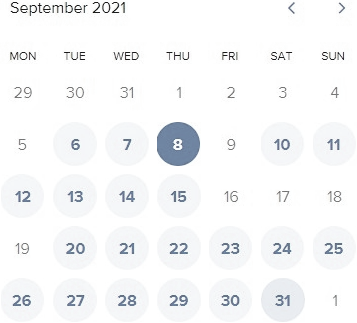 September 2021
MON TUE WED THU FRI SAT SUN
29 30 31 1 2 3 4
5 6 7 8 9 10 11
12 13 14 15 16 17 18
19 20 21 22 23 24 25
26 27 28 29 30 31 1